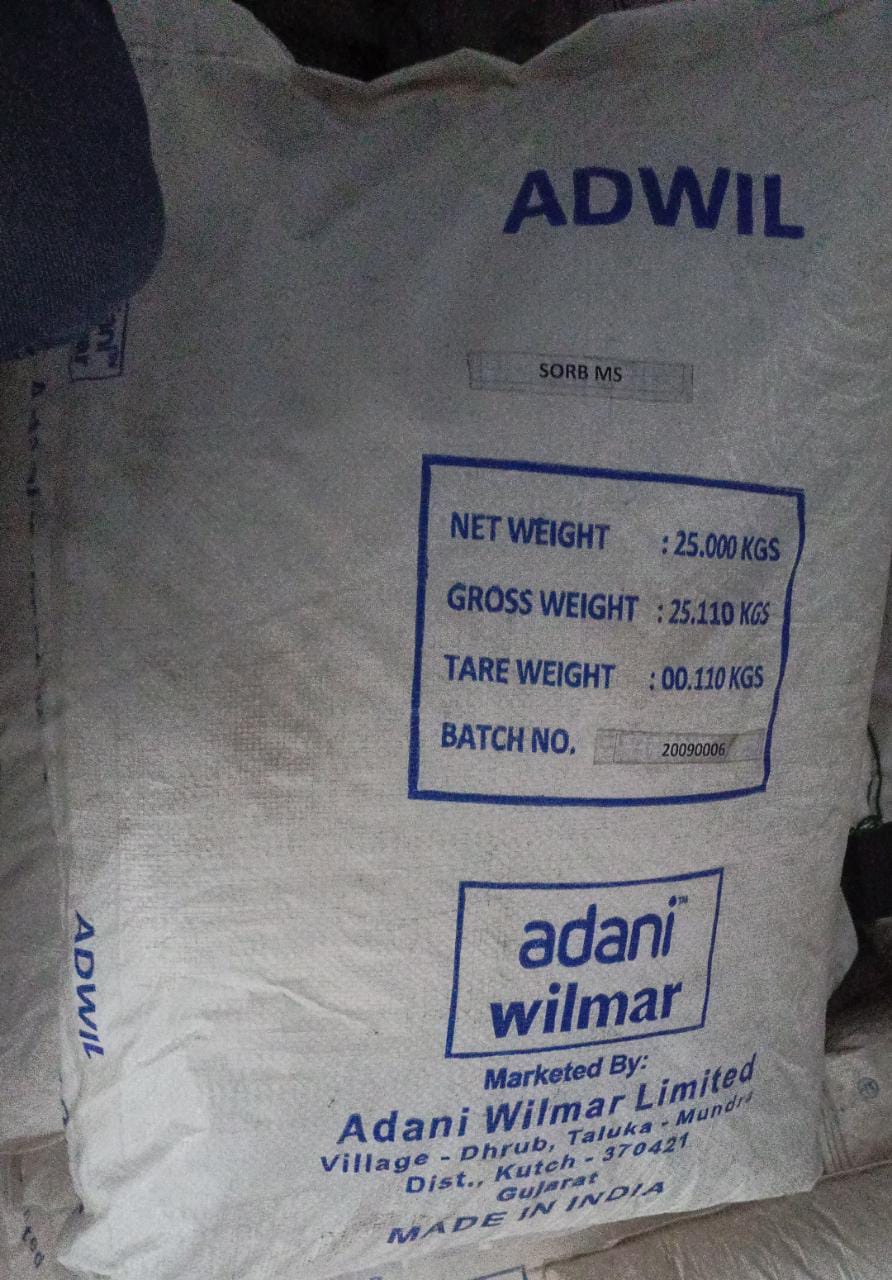 ADWIL
SORB MS
NET WEIGHT : 25.000 KGS
GROSS WEIGHT : 25.110 KGS
TARE WEIGHT : 00.110 KGS
BATCH NO. 20090006
adani™
wilmar
Marketed By:
Adani Wilmar Limited
Village - Dhrub, Taluka - Mundra
Dist., Kutch - 370421
Gujarat
MADE IN INDIA
ADWIL